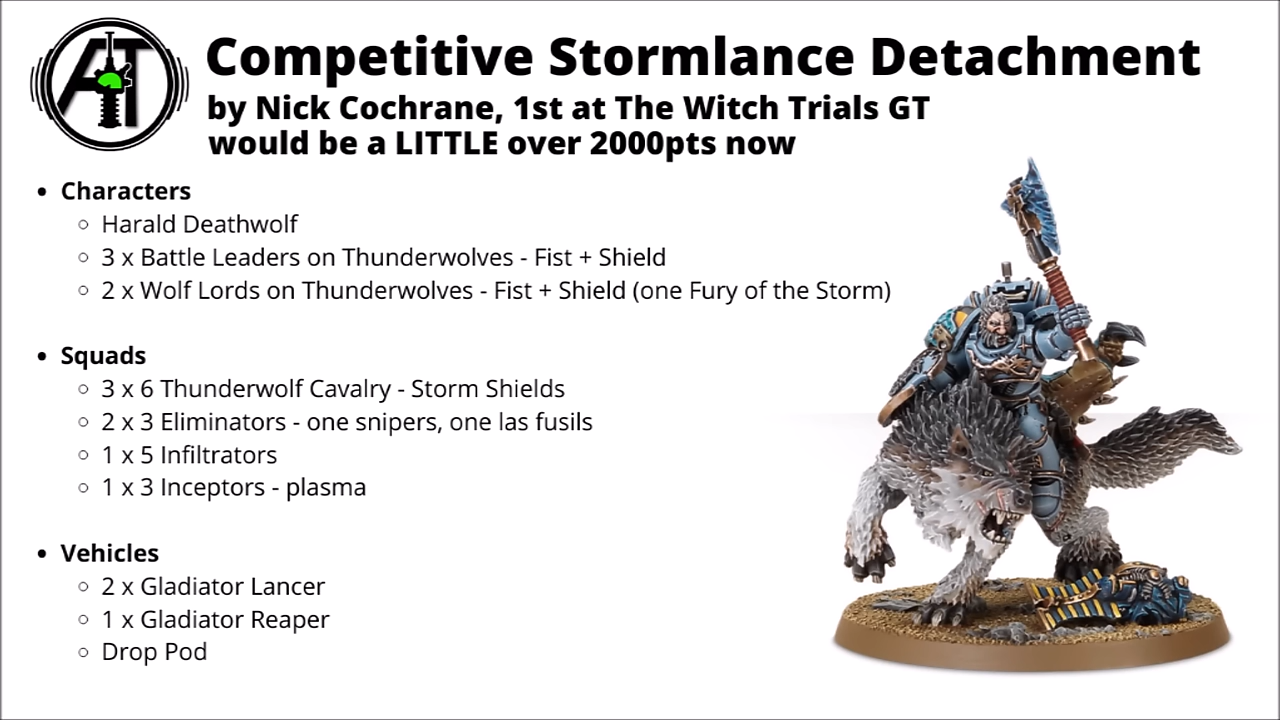 AT
Competitive Stormlance Detachment
by Nick Cochrane, 1st at The Witch Trials GT
would be a LITTLE over 2000pts now
• Characters
○ Harald Deathwolf
○ 3 x Battle Leaders on Thunderwolves - Fist + Shield
○ 2 x Wolf Lords on Thunderwolves - Fist + Shield (one Fury of the Storm)
• Squads
○ 3 x 6 Thunderwolf Cavalry - Storm Shields
○ 2 x 3 Eliminators - one snipers, one las fusils
○ 1 x 5 Infiltrators
○ 1 x 3 Inceptors - plasma
• Vehicles
○ 2 x Gladiator Lancer
○ 1 x Gladiator Reaper
○ Drop Pod